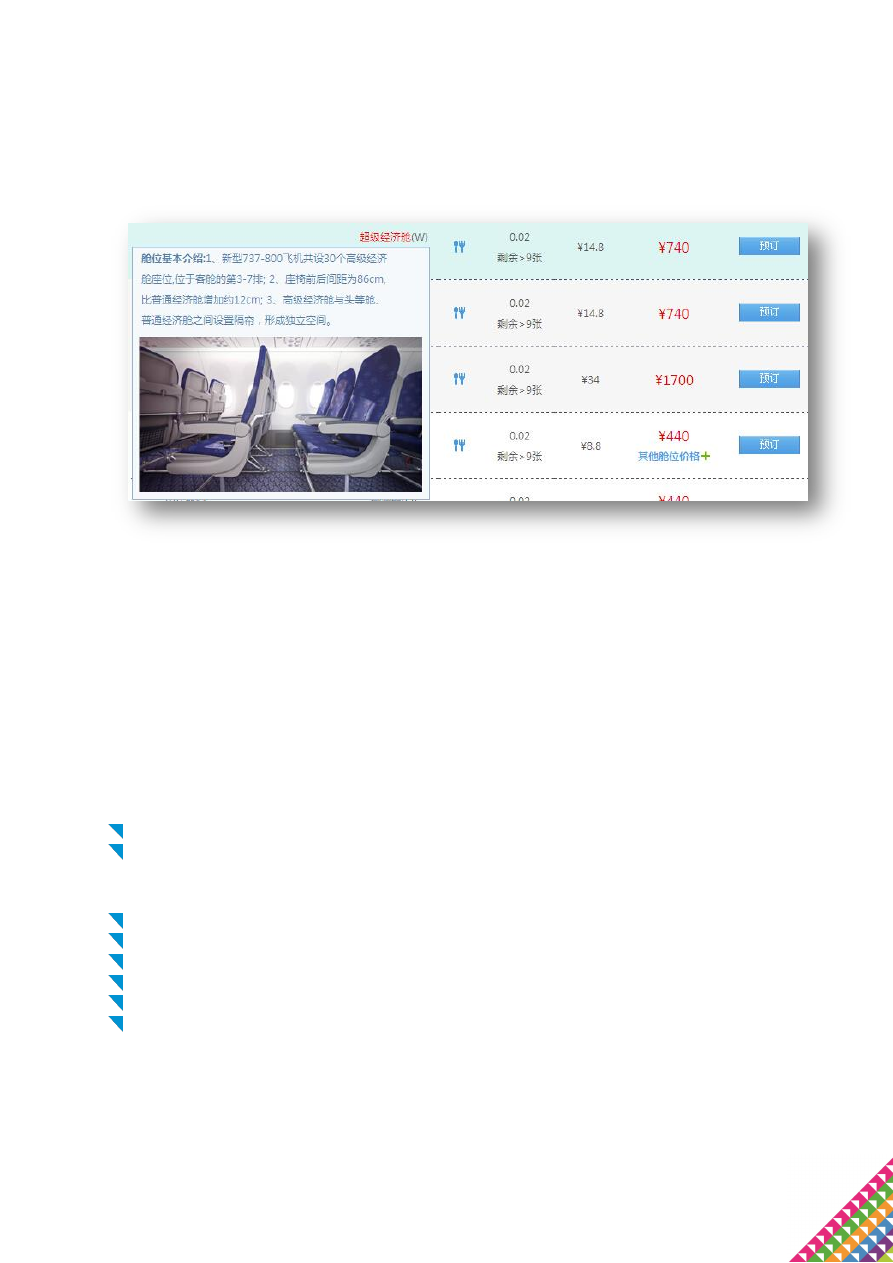 超级经济舱(W)
0.02
剩余>9张
¥14.8
¥740
预订
舱位基本介绍:1、新型737-800飞机共设30个高级经济
舱座位,位于客舱的第3-7排; 2、座椅前后间距为86cm,
比普通经济舱增加约12cm; 3、高级经济舱与头等舱、
普通经济舱之间设置隔帘，形成独立空间。
0.02
剩余>9张
¥14.8
¥740
预订
0.02
剩余>9张
¥34
¥1700
预订
0.02
剩余>9张
¥8.8
¥440
其他舱位价格
预订
0.02
¥440